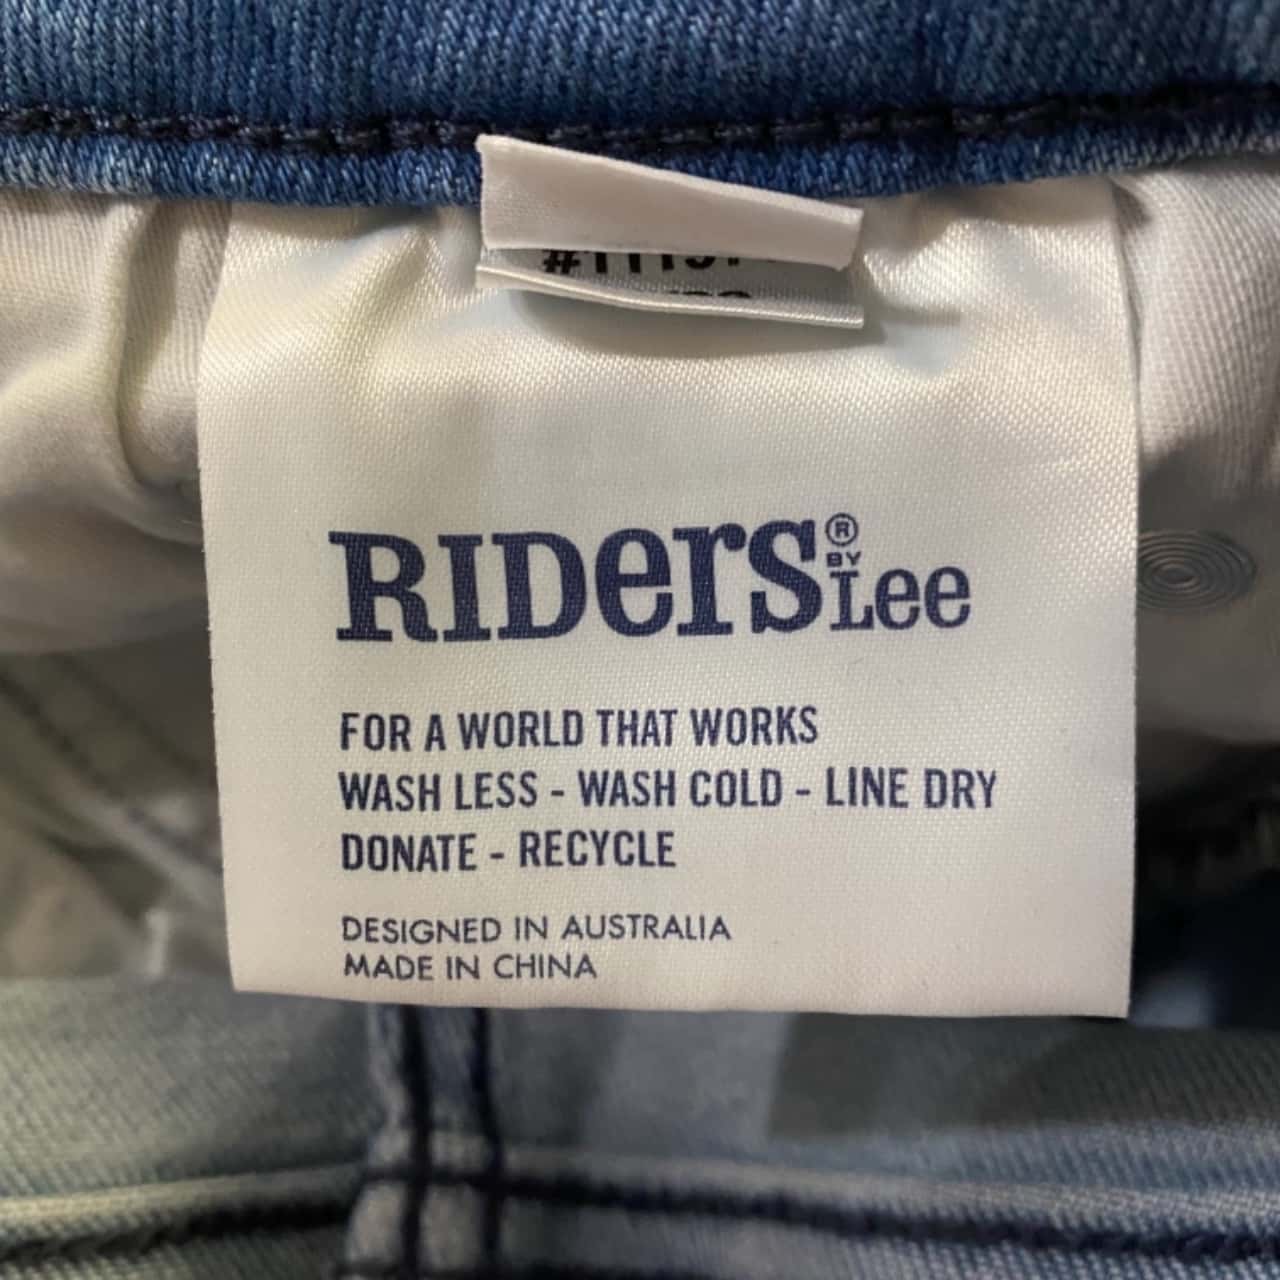 RIDERS® BY Lee
FOR A WORLD THAT WORKS
WASH LESS - WASH COLD - LINE DRY
DONATE - RECYCLE
DESIGNED IN AUSTRALIA
MADE IN CHINA